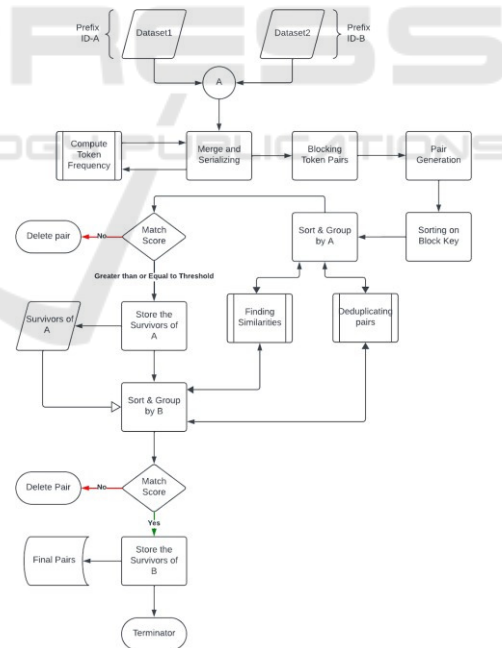 RESS
OGY PUBLICATIONS
Prefix
ID-A
Dataset1
Dataset2
Prefix
ID-B
A
Compute
Token
Frequency
Merge and
Serializing
Blocking
Token Pairs
Pair
Generation
Delete pair
No
Match
Score
Sort & Group
by A
Sorting on
Block Key
Greater than or Equal to Threshold
Survivors of
A
Store the
Survivors of
A
Finding
Similarities
Deduplicating
pairs
Sort & Group
by B
Delete Pair
No
Match
Score
Yes
Final Pairs
Store the
Survivors of
B
Terminator